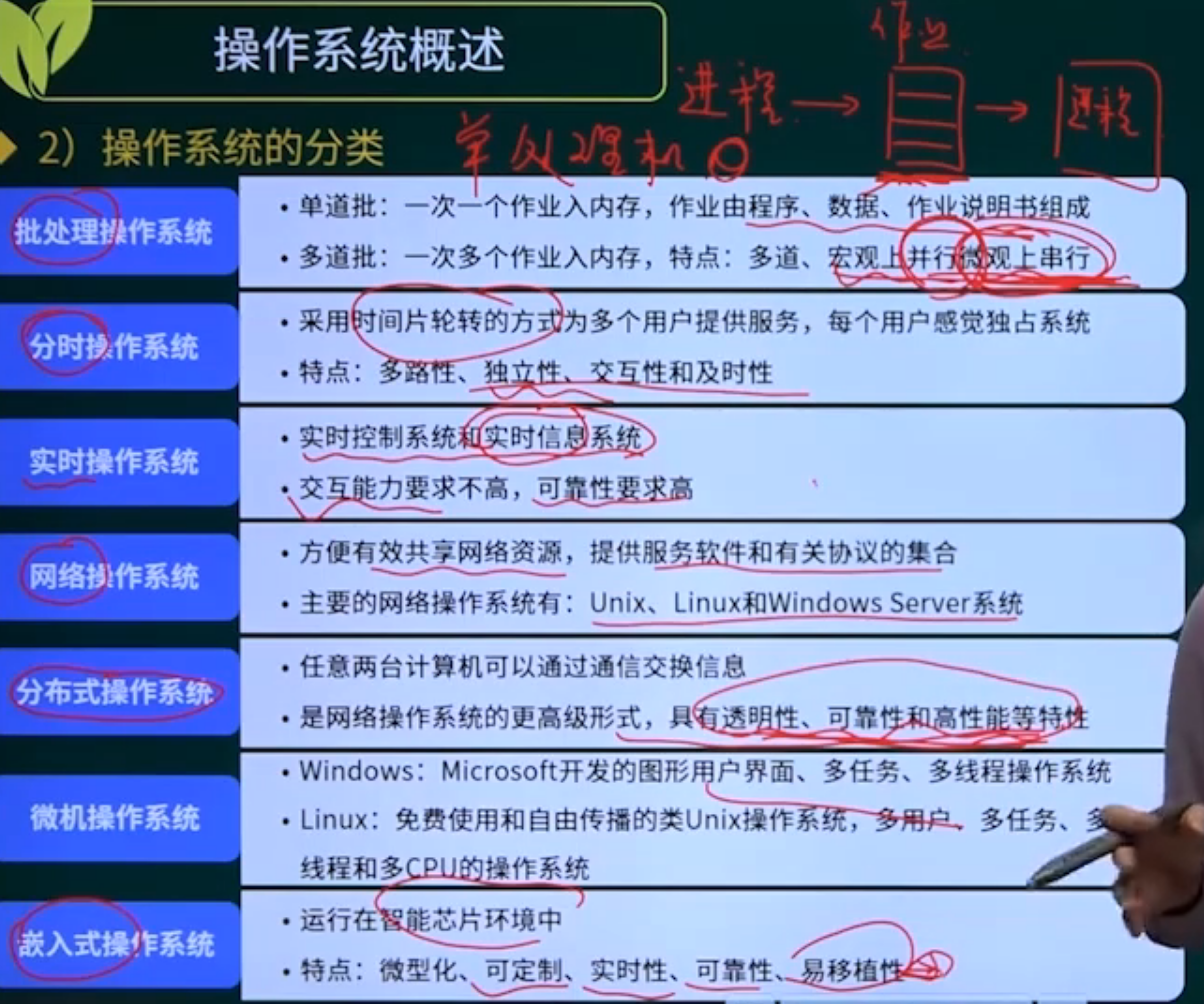 操作系统概述
作业
进程
进程
单处理机
2）操作系统的分类
批处理操作系统
• 单道批：一次一个作业入内存，作业由程序、数据、作业说明书组成
• 多道批：一次多个作业入内存，特点：多道、宏观上并行微观上串行
分时操作系统
• 采用时间片轮转的方式为多个用户提供服务，每个用户感觉独占系统
• 特点：多路性、独立性、交互性和及时性
实时操作系统
• 实时控制系统和实时信息系统
• 交互能力要求不高，可靠性要求高
网络操作系统
• 方便有效共享网络资源，提供服务软件和有关协议的集合
• 主要的网络操作系统有：Unix、Linux和Windows Server系统
分布式操作系统
• 任意两台计算机可以通过通信交换信息
• 是网络操作系统的更高级形式，具有透明性、可靠性和高性能等特性
微机操作系统
• Windows：Microsoft开发的图形用户界面、多任务、多线程操作系统
• Linux：免费使用和自由传播的类Unix操作系统，多用户、多任务、多
线程和多CPU的操作系统
嵌入式操作系统
• 运行在智能芯片环境中
• 特点：微型化、可定制、实时性、可靠性、易移植性